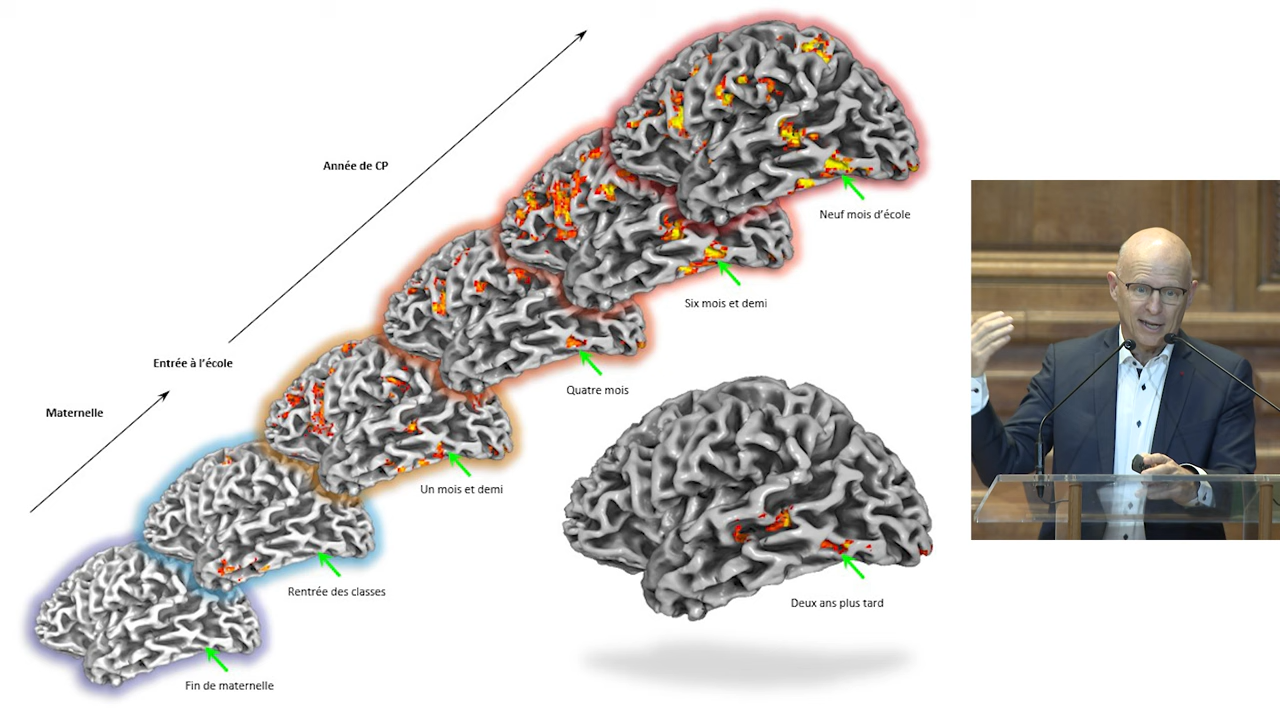 Année de CP
Neuf mois d'école
Six mois et demi
Entrée à l'école
Quatre mois
Maternelle
Un mois et demi
Rentrée des classes
Deux ans plus tard
Fin de maternelle